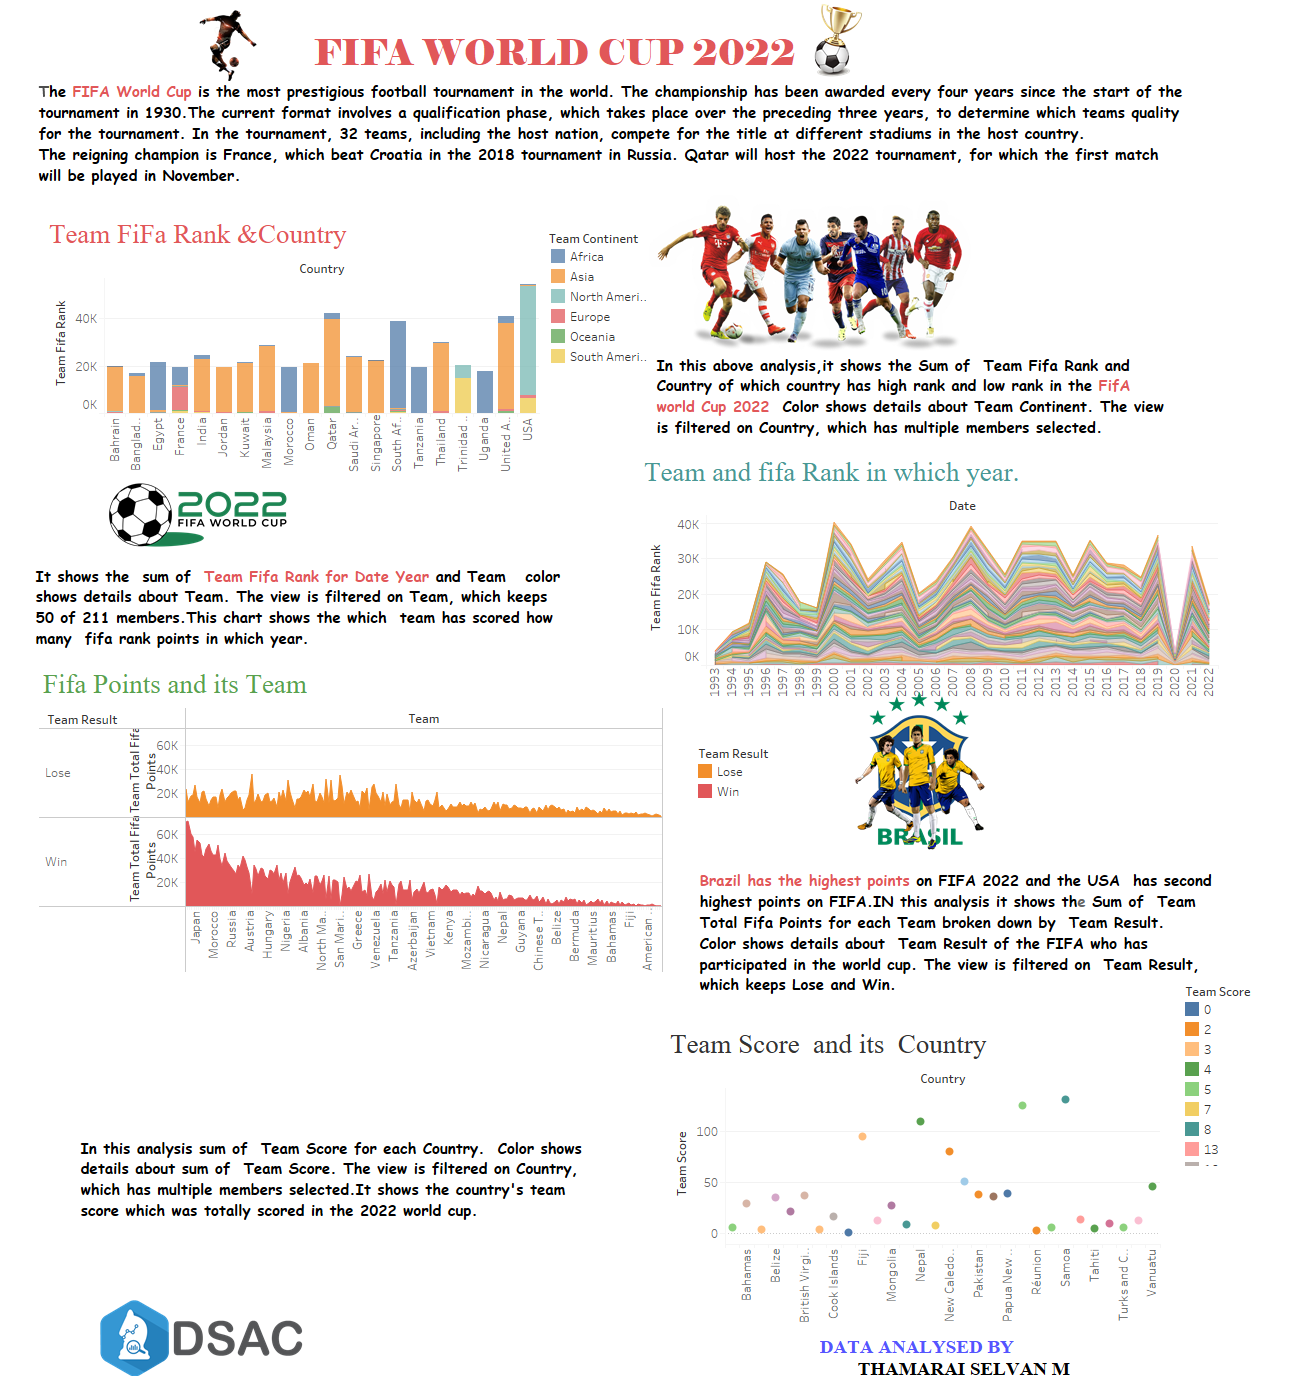 FIFA WORLD CUP 2022
The FIFA World Cup is the most prestigious football tournament in the world. The championship has been awarded every four years since the start of the
tournament in 1930.The current format involves a qualification phase, which takes place over the preceding three years, to determine which teams quality
for the tournament. In the tournament, 32 teams, including the host nation, compete for the title at different stadiums in the host country.
The reigning champion is France, which beat Croatia in the 2018 tournament in Russia. Qatar will host the 2022 tournament, for which the first match
will be played in November.
Team FiFa Rank &Country
Country
Team Fifa Rank
40K
20K
0K
Bahrain
Banglad..
Egypt
France
India
Jordan
Kuwait
Malaysia
Morocco
Oman
Qatar
Saudi Ar..
Singapore
South Af..
Tanzania
Thailand
Trinidad ..
Uganda
United A..
USA
Team Continent
Africa
Asia
North Ameri..
Europe
Oceania
South Ameri..
In this above analysis,it shows the Sum of Team Fifa Rank and
Country of which country has high rank and low rank in the FifA
world Cup 2022 Color shows details about Team Continent. The view
is filtered on Country, which has multiple members selected.
2022
FIFA WORLD CUP
It shows the sum of Team Fifa Rank for Date Year and Team color
shows details about Team. The view is filtered on Team, which keeps
50 of 211 members.This chart shows the which team has scored how
many fifa rank points in which year.
Team and fifa Rank in which year.
Date
Team Fifa Rank
40K
30K
20K
10K
0K
1993
1994
1995
1996
1997
1998
1999
2000
2001
2002
2003
2004
2005
2006
2007
2008
2009
2010
2011
2012
2013
2014
2015
2016
2017
2018
2019
2020
2021
2022
Fifa Points and its Team
Team Result
Team
Lose
Team Total Fifa
Points
60K
40K
20K
Win
Team Total Fifa
Points
60K
40K
20K
Japan
Morocco
Russia
Austria
Hungary
Nigeria
Albania
North Ma..
San Mari..
Greece
Venezuela
Tanzania
Azerbaijan
Vietnam
Kenya
Mozambi..
Nicaragua
Nepal
Guyana
Chinese T..
Belize
Bermuda
Mauritius
Bahamas
Fiji
American ..
Team Result
Lose
Win
BRASIL
Brazil has the highest points on FIFA 2022 and the USA has second
highest points on FIFA.IN this analysis it shows the Sum of Team
Total Fifa Points for each Team broken down by Team Result.
Color shows details about Team Result of the FIFA who has
participated in the world cup. The view is filtered on Team Result,
which keeps Lose and Win.
Team Score and its Country
Country
Team Score
100
50
0
Bahamas
Belize
British Virgi..
Cook Islands
Fiji
Mongolia
Nepal
New Caledo..
Pakistan
Papua New ..
Réunion
Samoa
Tahiti
Turks and C..
Vanuatu
Team Score
0
2
3
4
5
7
8
13
In this analysis sum of Team Score for each Country. Color shows
details about sum of Team Score. The view is filtered on Country,
which has multiple members selected.It shows the country's team
score which was totally scored in the 2022 world cup.
DSAC
DATA ANALYSED BY
THAMARAI SELVAN M